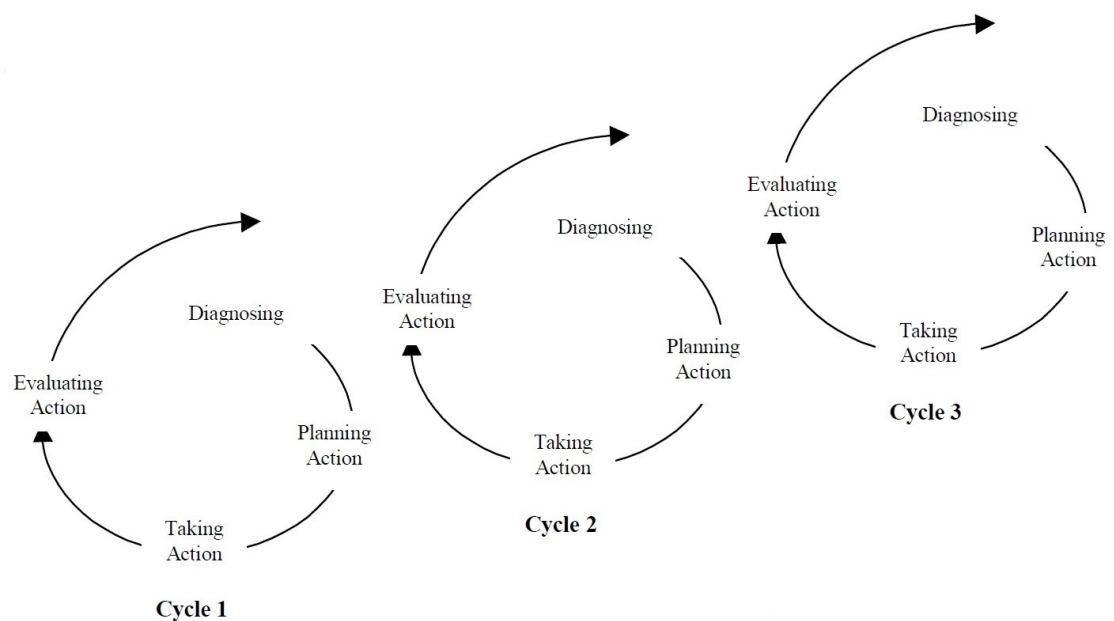 Diagnosing
Evaluating
Action
Planning
Action
Taking
Action
Cycle 1
Diagnosing
Evaluating
Action
Planning
Action
Taking
Action
Cycle 2
Diagnosing
Evaluating
Action
Planning
Action
Taking
Action
Cycle 3